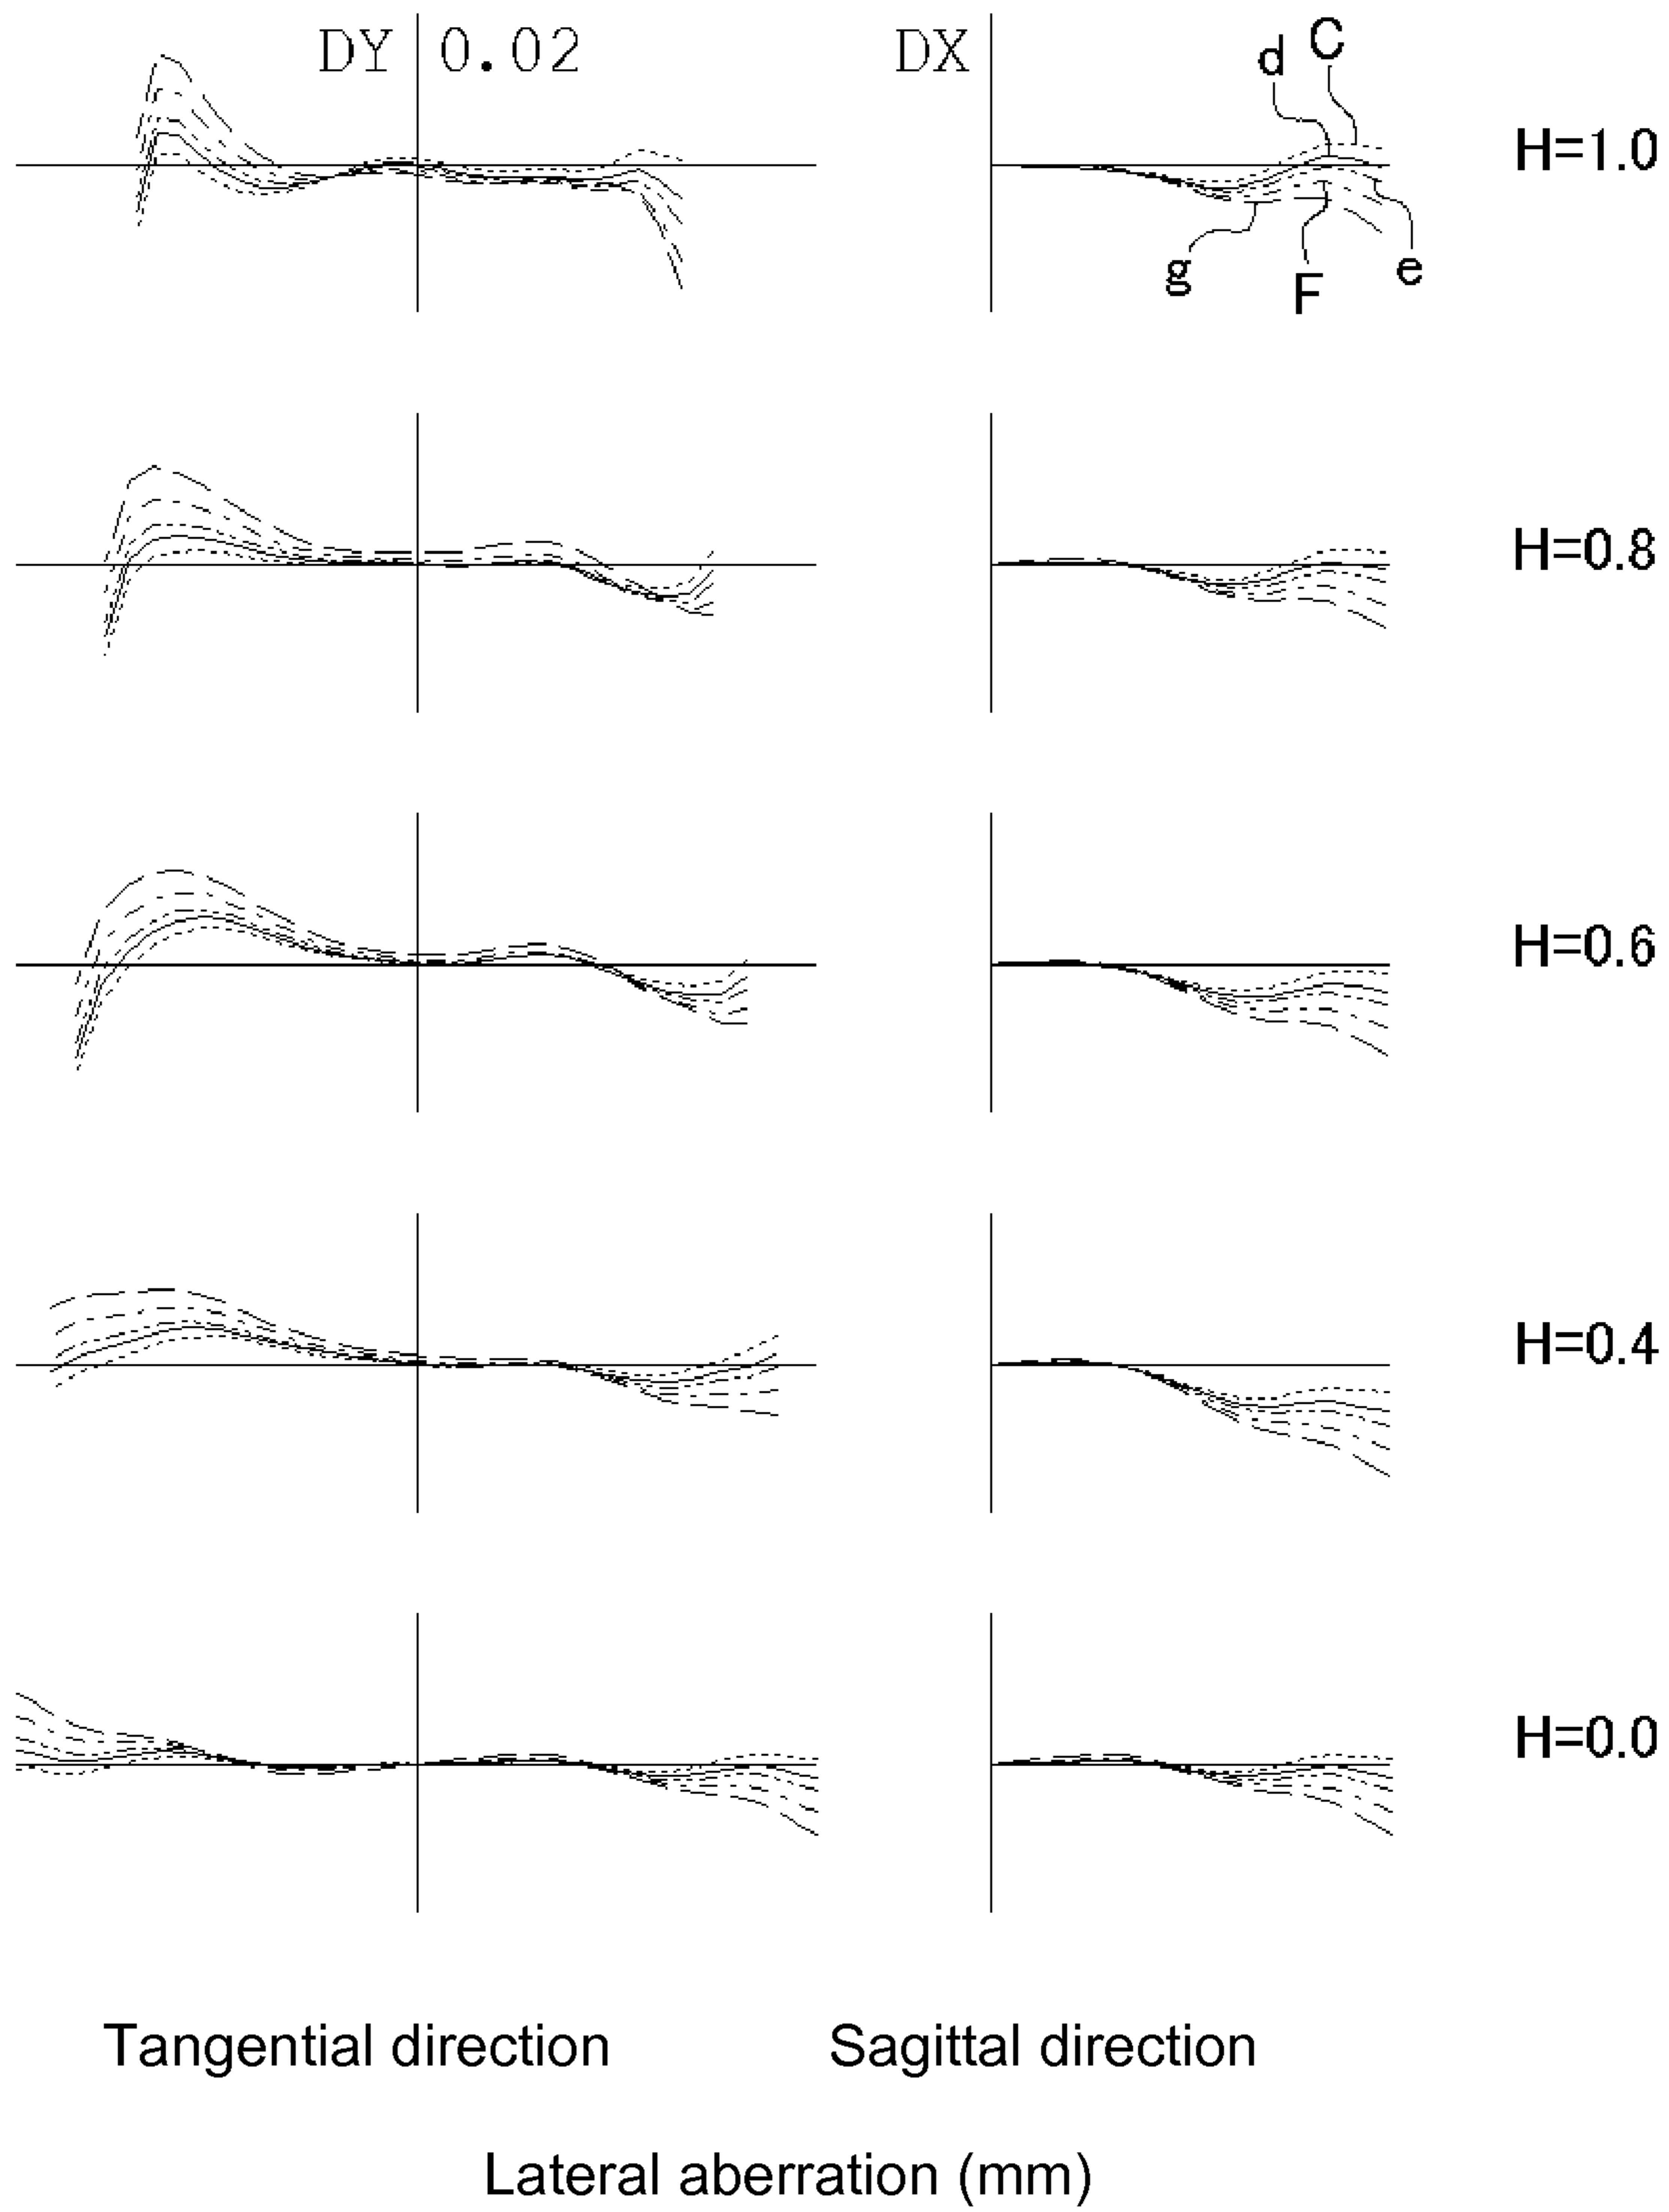 DY 0.02 DX
d C
H=1.0
g F e
H=0.8
H=0.6
H=0.4
H=0.0
Tangential direction Sagittal direction
Lateral aberration (mm)